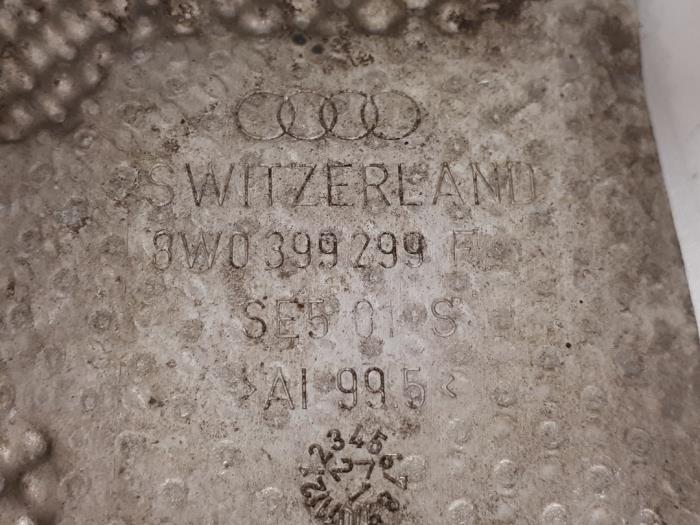 SWITZERLAND
8W0 399 299 F
SE5 01 S
>Al 99 5<